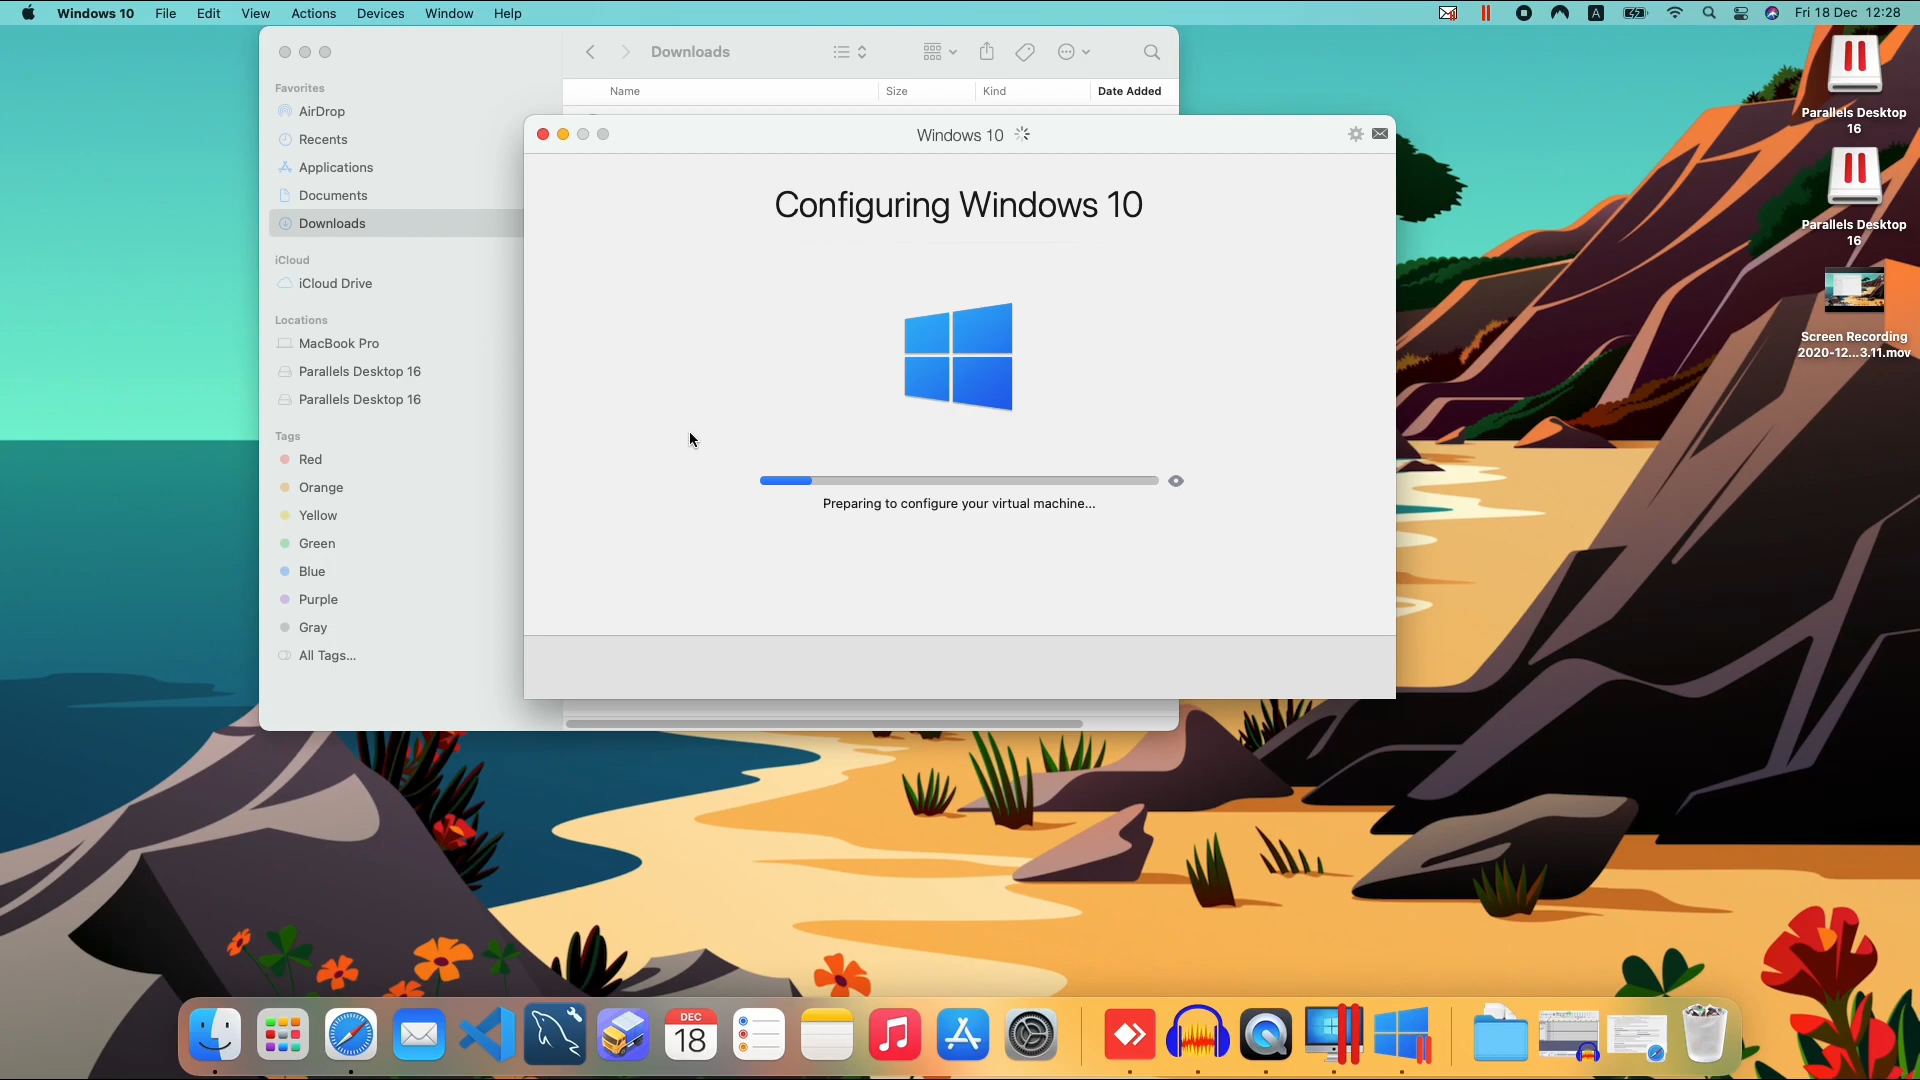 Windows 10 File Edit View Actions Devices Window Help
A
Fri 18 Dec 12:28
Downloads
Favorites
AirDrop
Recents
Applications
Documents
Downloads
iCloud
iCloud Drive
Locations
MacBook Pro
Parallels Desktop 16
Parallels Desktop 16
Tags
Red
Orange
Yellow
Green
Blue
Purple
Gray
All Tags...
Name Size Kind Date Added
Windows 10
Configuring Windows 10
Preparing to configure your virtual machine...
Parallels Desktop
16
Parallels Desktop
16
Screen Recording
2020-12...3.11.mov
DEC
18